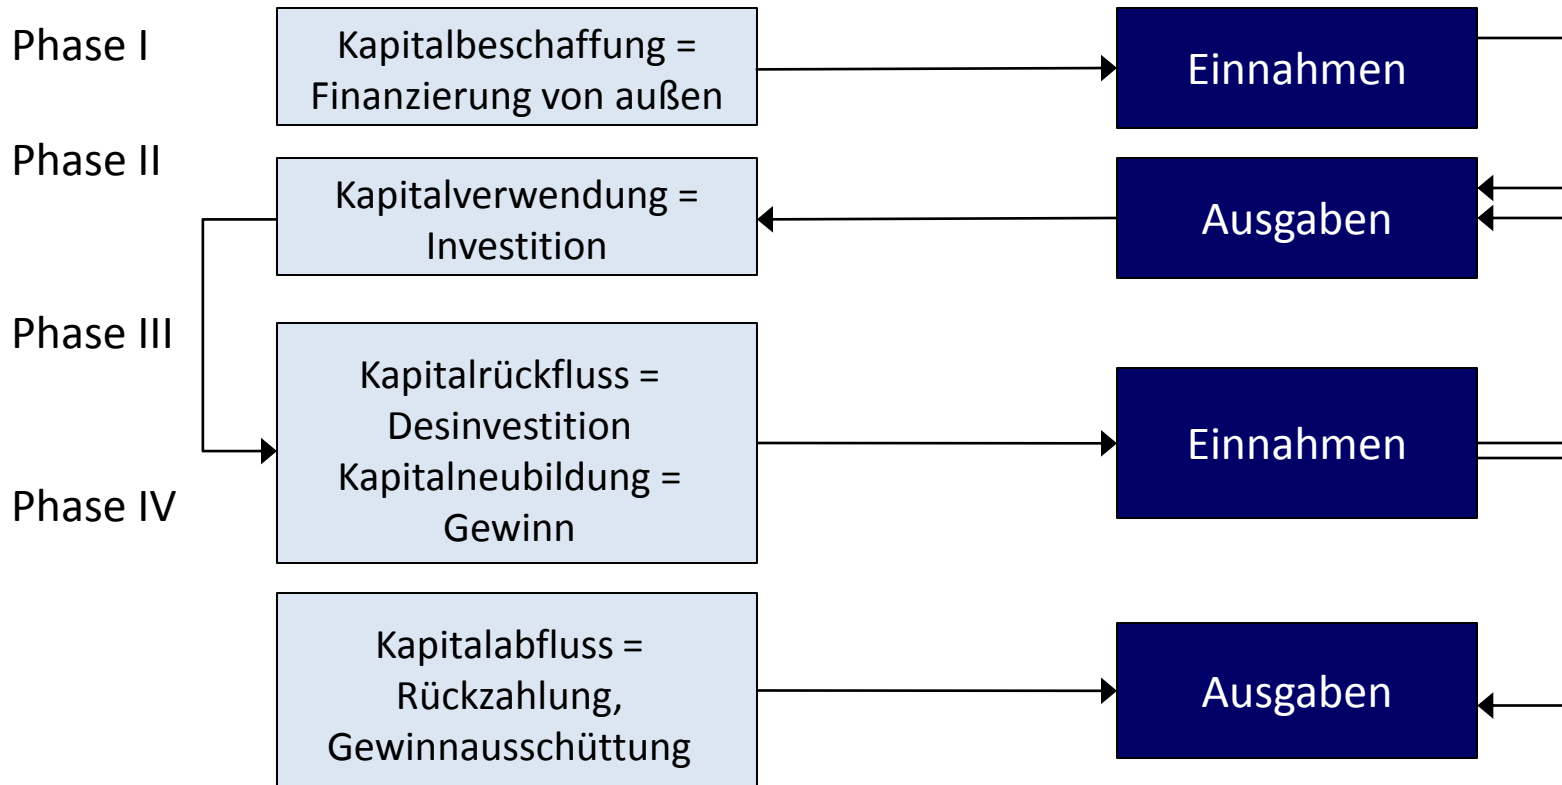 Phase I
Kapitalbeschaffung =
Finanzierung von außen
Einnahmen
Phase II
Kapitalverwendung =
Investition
Ausgaben
Phase III
Kapitalrückfluss =
Desinvestition
Kapitalneubildung =
Gewinn
Einnahmen
Phase IV
Kapitalabfluss =
Rückzahlung,
Gewinnausschüttung
Ausgaben